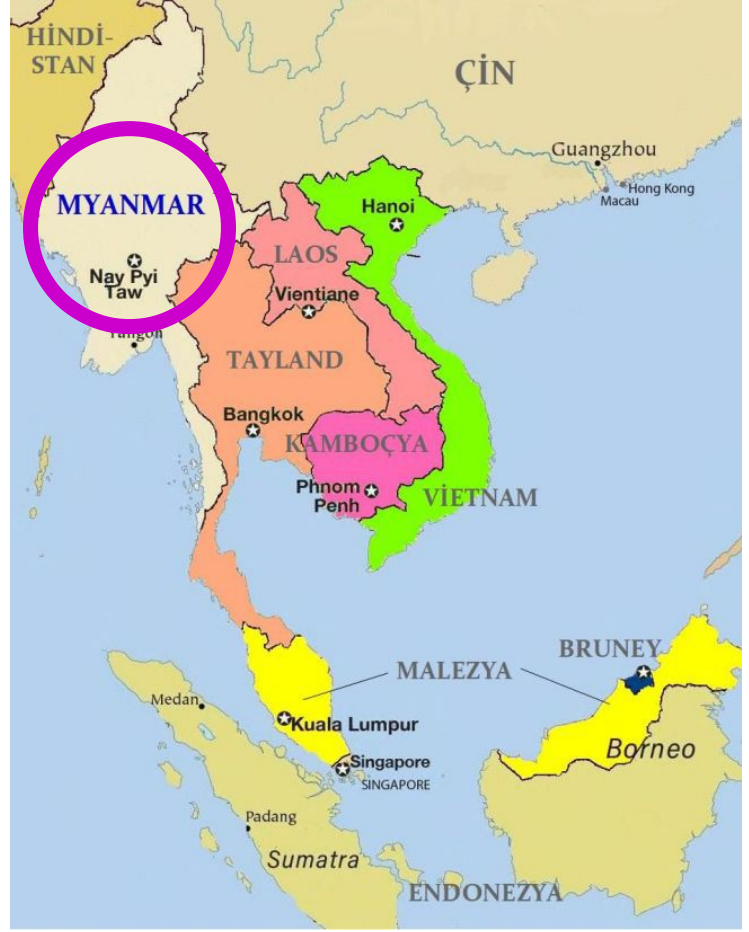 HİNDİ-
STAN
ÇİN
Guangzhou
Hong Kong
Macau
MYANMAR
Hanoi
LAOS
Nay Pyi
Taw
Vientiane
Yangon
TAYLAND
Bangkok
KAMBOÇYA
Phnom
Penh
VİETNAM
BRUNEY
MALEZYA
Medan
Kuala Lumpur
Borneo
Singapore
SINGAPORE
Padang
Sumatra
ENDONEZYA